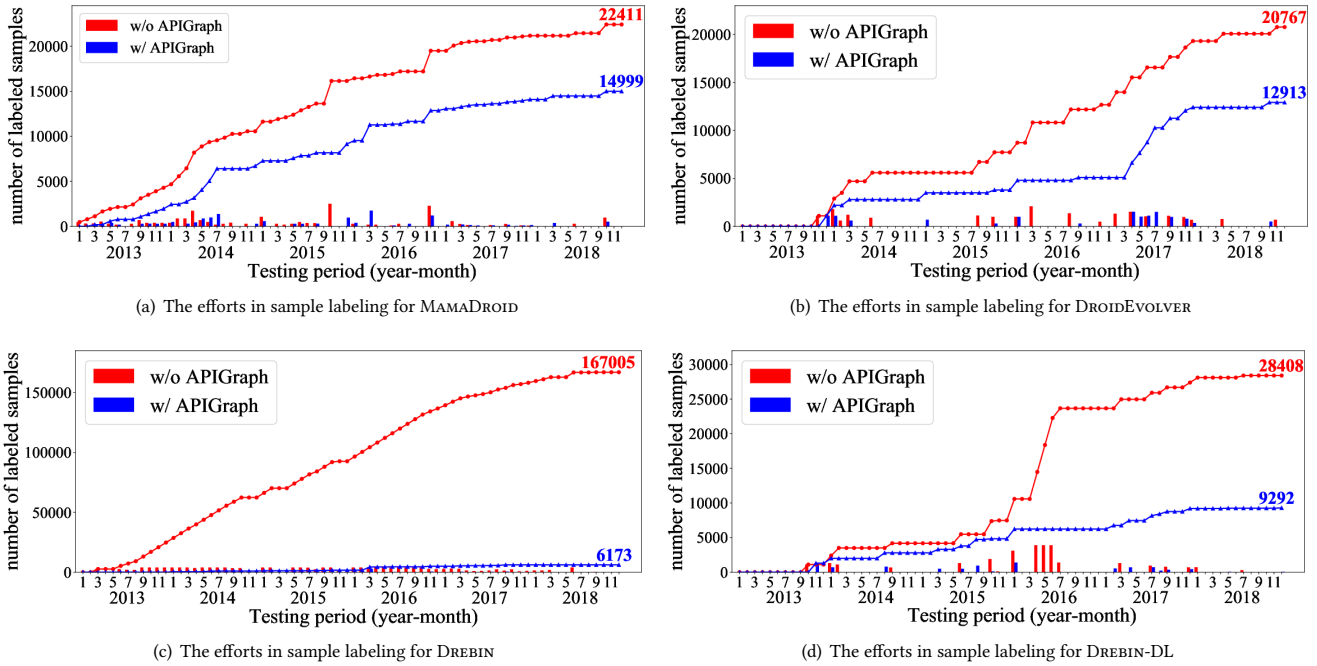 22411
20000
15000
10000
5000
0
number of labeled samples
w/o APIGraph
w/ APIGraph
14999
1 3 5 7 9 11 1 3 5 7 9 11 1 3 5 7 9 11 1 3 5 7 9 11 1 3 5 7 9 11 1 3 5 7 9 11
2013 2014 2015 2016 2017 2018
Testing period (year-month)
(a) The efforts in sample labeling for MAMADROID
20767
20000
15000
10000
5000
0
number of labeled samples
w/o APIGraph
w/ APIGraph
12913
1 3 5 7 9 11 1 3 5 7 9 11 1 3 5 7 9 11 1 3 5 7 9 11 1 3 5 7 9 11 1 3 5 7 9 11
2013 2014 2015 2016 2017 2018
Testing period (year-month)
(b) The efforts in sample labeling for DROIDEVOLVER
167005
150000
100000
50000
0
number of labeled samples
w/o APIGraph
w/ APIGraph
6173
1 3 5 7 9 11 1 3 5 7 9 11 1 3 5 7 9 11 1 3 5 7 9 11 1 3 5 7 9 11 1 3 5 7 9 11
2013 2014 2015 2016 2017 2018
Testing period (year-month)
(c) The efforts in sample labeling for DREBIN
30000
28408
25000
20000
15000
10000
5000
0
number of labeled samples
w/o APIGraph
w/ APIGraph
9292
1 3 5 7 9 11 1 3 5 7 9 11 1 3 5 7 9 11 1 3 5 7 9 11 1 3 5 7 9 11 1 3 5 7 9 11
2013 2014 2015 2016 2017 2018
Testing period (year-month)
(d) The efforts in sample labeling for DREBIN-DL